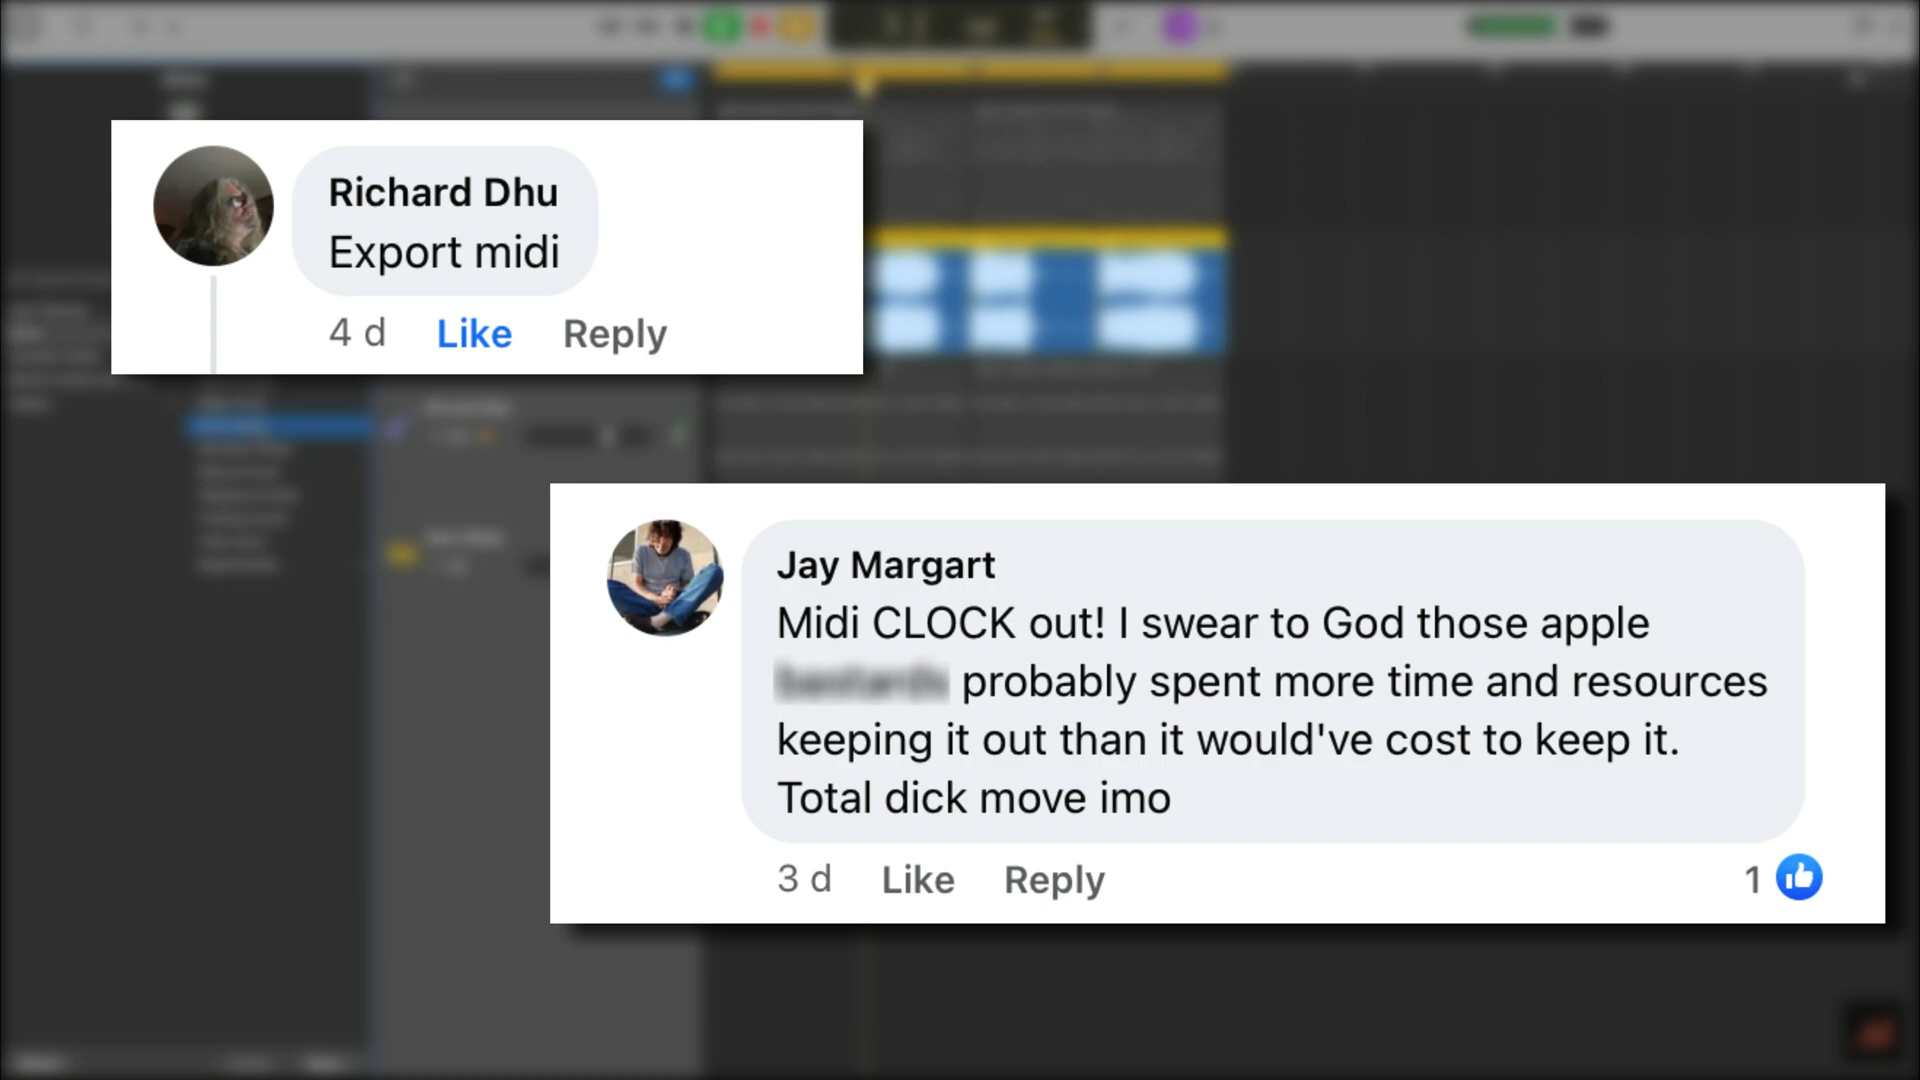 Richard Dhu
Export midi
4 d Like Reply
Jay Margart
Midi CLOCK out! I swear to God those apple
probably spent more time and resources
keeping it out than it would've cost to keep it.
Total dick move imo
3 d Like Reply 1